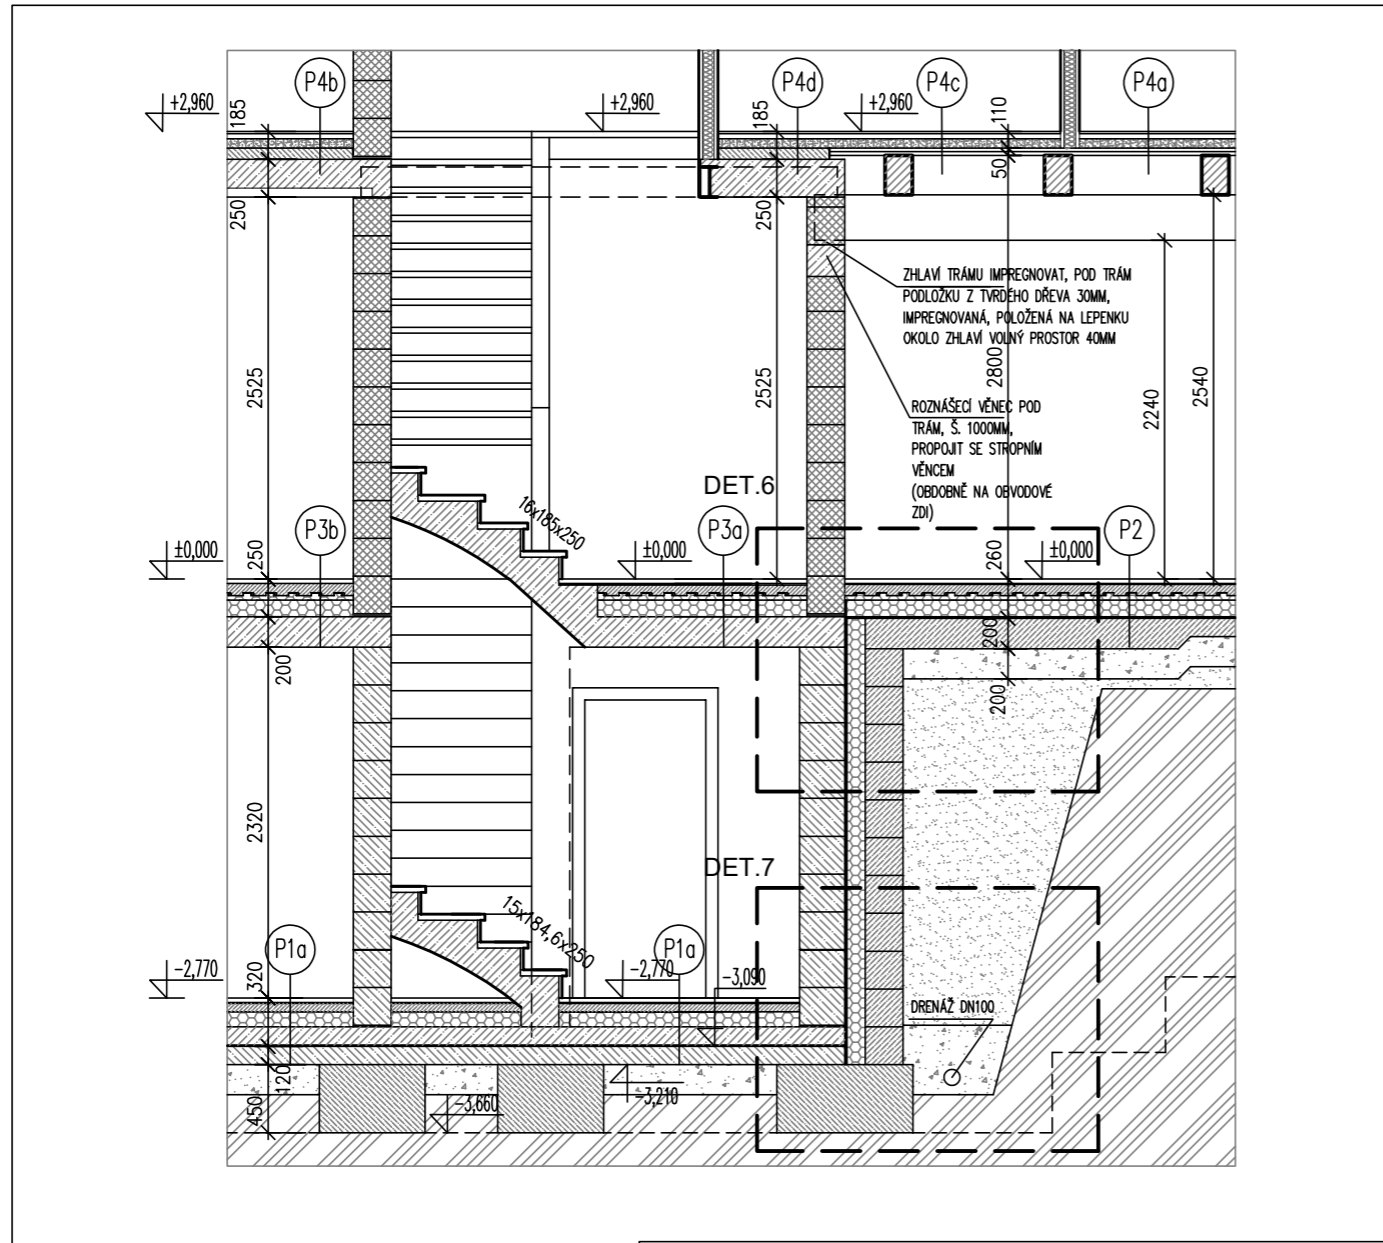 P4b
P4d
P4c
P4a
+2,960
+2,960
+2,960
185
185
110
50
250
250
ZHLAVÍ TRÁMU IMPREGNOVAT, POD TRÁM
PODLOŽKU Z TVRDÉHO DŘEVA 30MM,
IMPREGNOVANÁ, POLOŽENÁ NA LEPENKU
OKOLO ZHLAVÍ VOLNÝ PROSTOR 40MM
2525
2525
2800
2240
2540
ROZNÁŠECÍ VĚNEC POD
TRÁM, Š. 1000MM,
PROPOJIT SE STROPNÍM
VĚNCEM
(OBDOBNĚ NA OBVODOVÉ
ZDI)
DET.6
16x185x250
P3b
P3a
P2
±0,000
±0,000
±0,000
250
260
200
200
200
2320
DET.7
15x184,6x250
P1a
P1a
-2,770
-2,770
-3,090
320
DRENÁŽ DN100
120
-3,210
-3,660
450